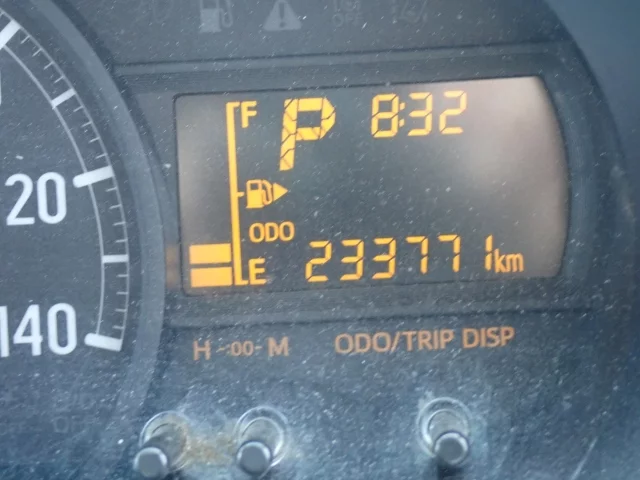 F P 8:32
20
ODO
E 233771km
140
H -:00- M ODO/TRIP DISP